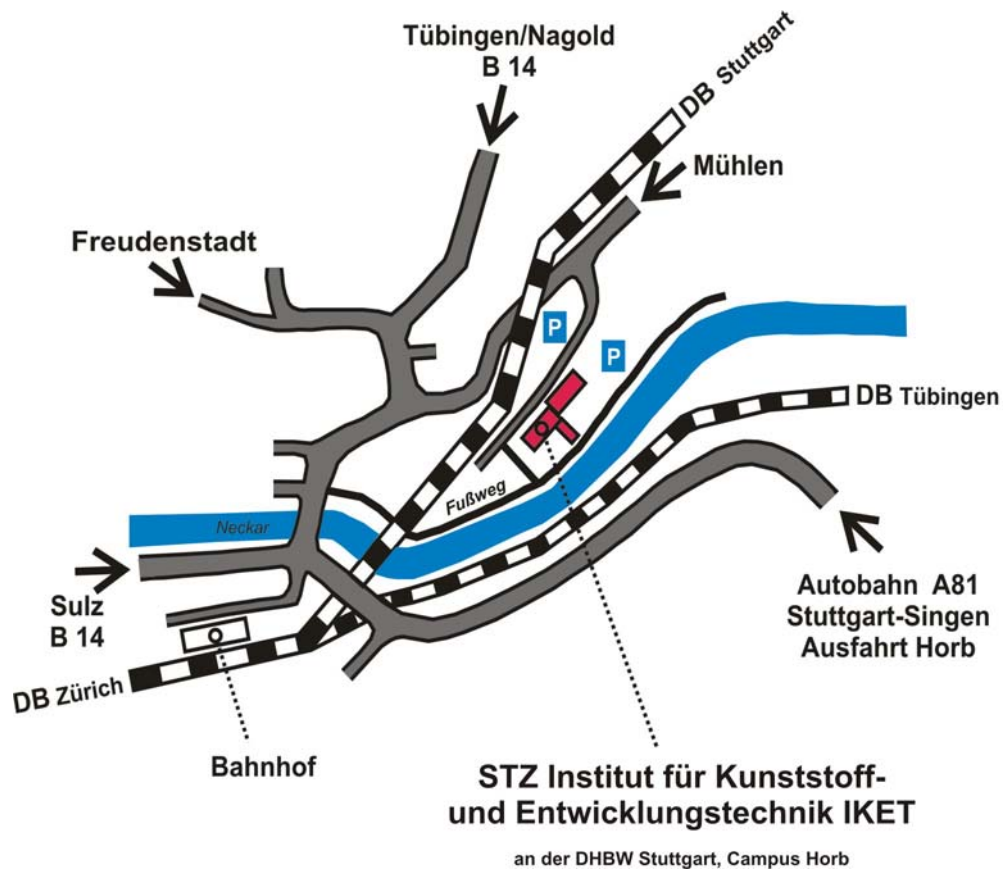 Tübingen/Nagold
B 14
DB Stuttgart
Mühlen
Freudenstadt
P
P
DB Tübingen
Fußweg
Neckar
Sulz
B 14
Autobahn A81
Stuttgart-Singen
Ausfahrt Horb
DB Zürich
Bahnhof
STZ Institut für Kunststoff-
und Entwicklungstechnik IKET
an der DHBW Stuttgart, Campus Horb